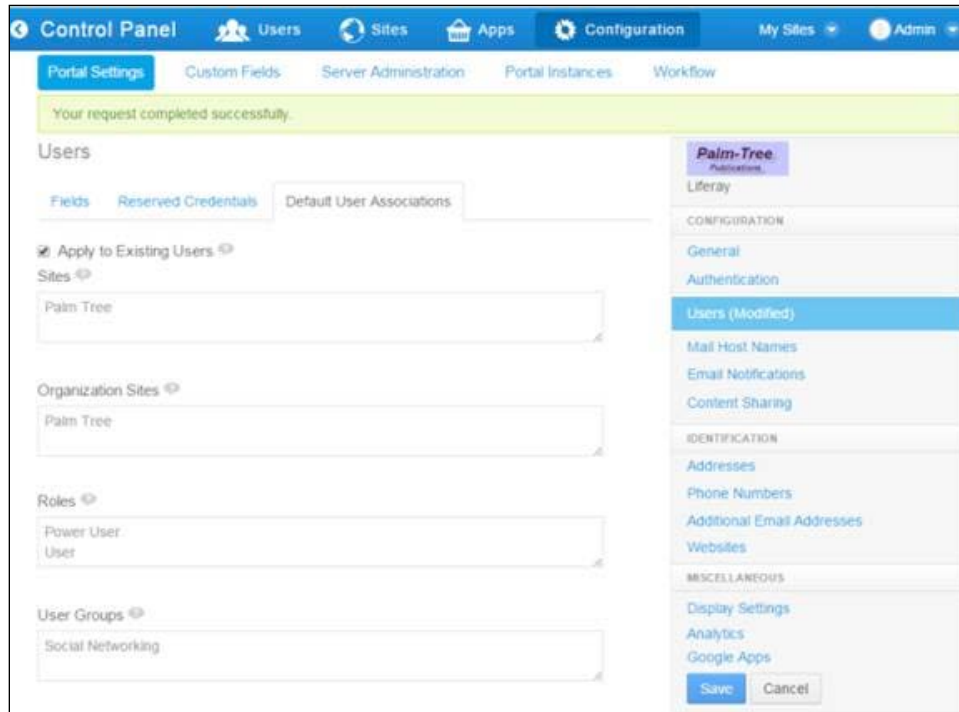 Control Panel Users Sites Apps Configuration My Sites Admin
Portal Settings Custom Fields Server Administration Portal Instances Workflow
Your request completed successfully.
Users
Fields Reserved Credentials Default User Associations
Apply to Existing Users
Sites
Palm Tree
Organization Sites
Palm Tree
Roles
Power User
User
User Groups
Social Networking
Palm-Tree
Publications
Liferay
CONFIGURATION
General
Authentication
Users (Modified)
Mail Host Names
Email Notifications
Content Sharing
IDENTIFICATION
Addresses
Phone Numbers
Additional Email Addresses
Websites
MISCELLANEOUS
Display Settings
Analytics
Google Apps
Save Cancel